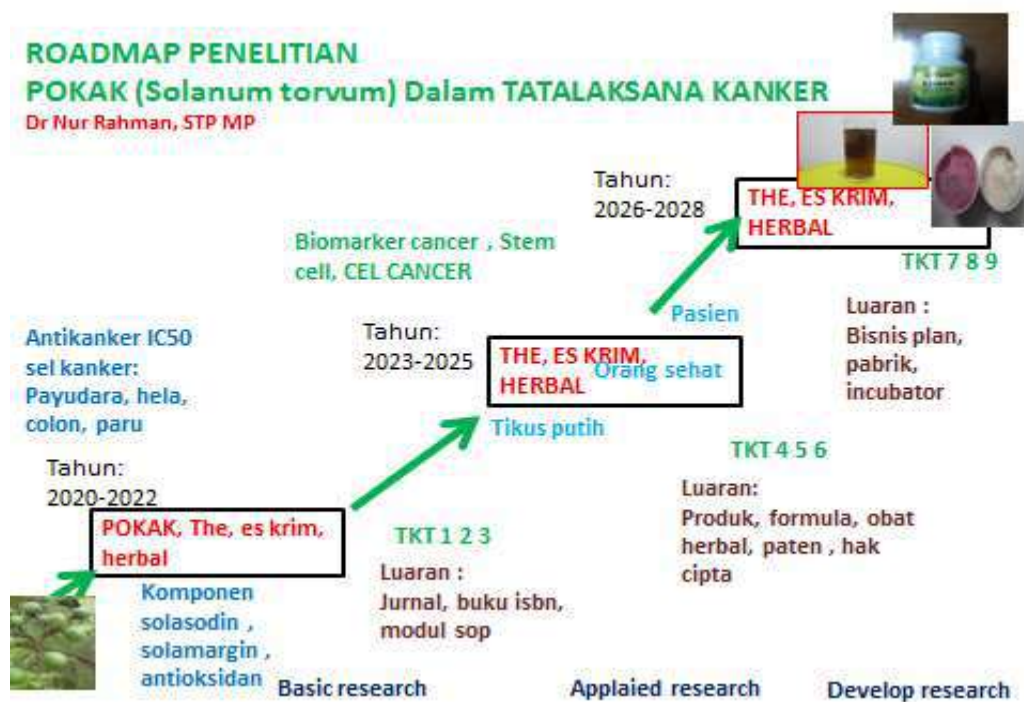 ROADMAP PENELITIAN
POKAK (Solanum torvum) Dalam TATALAKSANA KANKER
Dr Nur Rahman, STP MP
Tahun:
2026-2028
THE, ES KRIM,
HERBAL
TKT 7 8 9
Luaran :
Bisnis plan,
pabrik,
incubator
Biomarker cancer , Stem
cell, CEL CANCER
Pasien
Tahun:
2023-2025
THE, ES KRIM,
HERBAL
Orang sehat
Tikus putih
TKT 4 5 6
Luaran:
Produk, formula, obat
herbal, paten , hak
cipta
Antikanker IC50
sel kanker:
Payudara, hela,
colon, paru
Tahun:
2020-2022
POKAK, The, es krim,
herbal
TKT 1 2 3
Luaran :
Jurnal, buku isbn,
modul sop
Komponen
solasodin ,
solamargin ,
antioksidan
Basic research
Applaied research
Develop research